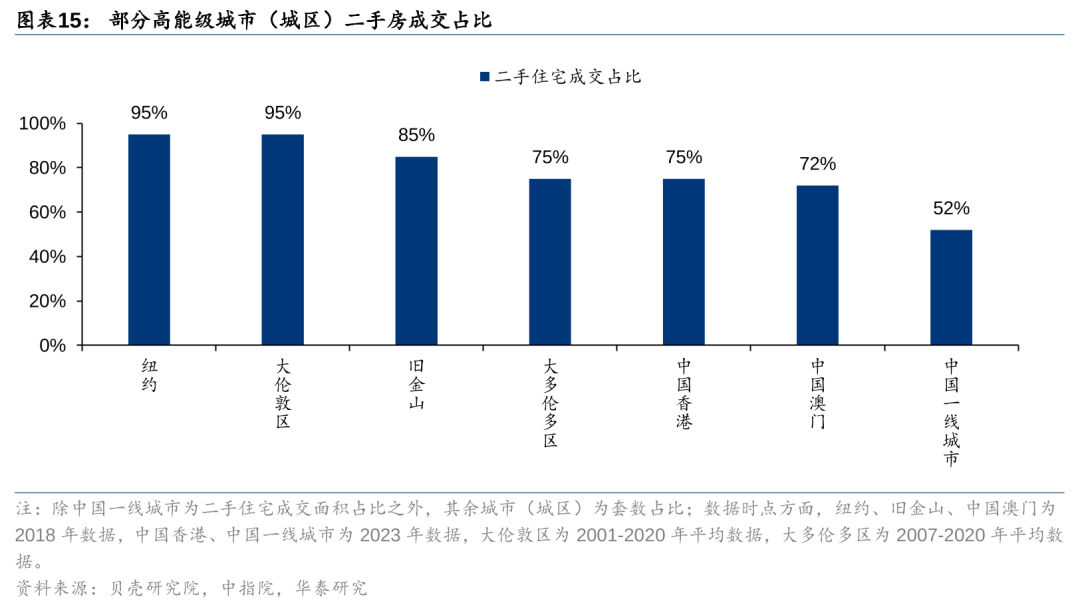 图表15： 部分高能级城市（城区）二手房成交占比
二手住宅成交占比
95%
95%
85%
75%
75%
72%
52%
100%
80%
60%
40%
20%
0%
纽约
大伦敦区
旧金山
大多伦多区
中国香港
中国澳门
中国一线城市
注：除中国一线城市为二手住宅成交面积占比之外，其余城市（城区）为套数占比；数据时点方面，纽约、旧金山、中国澳门为
2018 年数据，中国香港、中国一线城市为 2023 年数据，大伦敦区为 2001-2020 年平均数据，大多伦多区为 2007-2020 年平均数
据。
资料来源：贝壳研究院，中指院，华泰研究